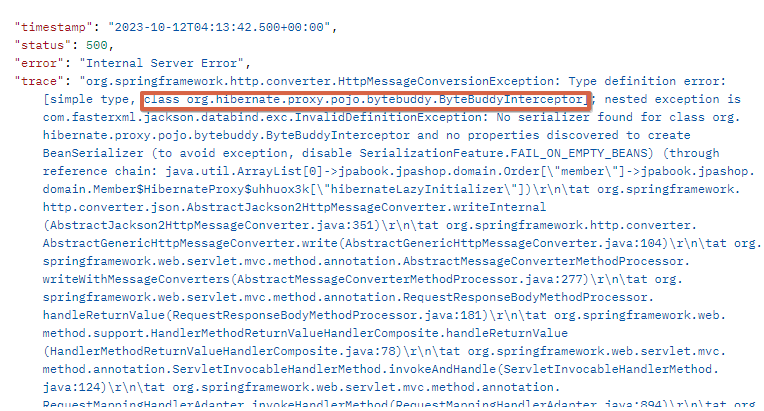 "timestamp": "2023-10-12T04:13:42.500+00:00",
"status": 500,
"error": "Internal Server Error",
"trace": "org.springframework.http.converter.HttpMessageConversionException: Type definition error:
[simple type, class org.hibernate.proxy.pojo.bytebuddy.ByteBuddyInterceptor]; nested exception is
com.fasterxml.jackson.databind.exc.InvalidDefinitionException: No serializer found for class org.
hibernate.proxy.pojo.bytebuddy.ByteBuddyInterceptor and no properties discovered to create
BeanSerializer (to avoid exception, disable SerializationFeature.FAIL_ON_EMPTY_BEANS) (through
reference chain: java.util.ArrayList[0]->jpabook.jpashop.domain.Order[\"member\"]->jpabook.jpashop.
domain.Member$HibernateProxy$uhhuox3k[\"hibernateLazyInitializer\"])\r\n\tat org.springframework.
http.converter.json.AbstractJackson2HttpMessageConverter.writeInternal
(AbstractJackson2HttpMessageConverter.java:351)\r\n\tat org.springframework.http.converter.
AbstractGenericHttpMessageConverter.write(AbstractGenericHttpMessageConverter.java:104)\r\n\tat org.
springframework.web.servlet.mvc.method.annotation.AbstractMessageConverterMethodProcessor.
writeWithMessageConverters(AbstractMessageConverterMethodProcessor.java:277)\r\n\tat org.
springframework.web.servlet.mvc.method.annotation.RequestResponseBodyMethodProcessor.
handleReturnValue(RequestResponseBodyMethodProcessor.java:181)\r\n\tat org.springframework.web.
method.support.HandlerMethodReturnValueHandlerComposite.handleReturnValue
(HandlerMethodReturnValueHandlerComposite.java:78)\r\n\tat org.springframework.web.servlet.mvc.
method.annotation.ServletInvocableHandlerMethod.invokeAndHandle(ServletInvocableHandlerMethod.
java:124)\r\n\tat org.springframework.web.servlet.mvc.method.annotation.
RequestMappingHandlerAdapter.invokeHandlerMethod(RequestMappingHandlerAdapter.java:894)\r\n\tat org.